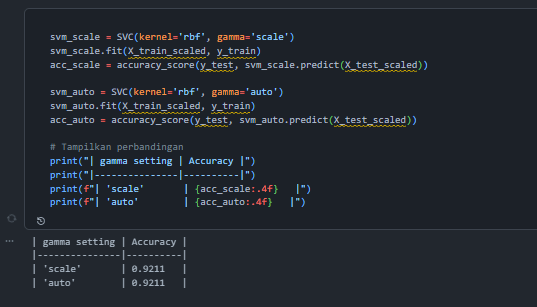 svm_scale = SVC(kernel='rbf', gamma='scale')
svm_scale.fit(X_train_scaled, y_train)
acc_scale = accuracy_score(y_test, svm_scale.predict(X_test_scaled))
svm_auto = SVC(kernel='rbf', gamma='auto')
svm_auto.fit(X_train_scaled, y_train)
acc_auto = accuracy_score(y_test, svm_auto.predict(X_test_scaled))
# Tampilkan perbandingan
print("| gamma setting | Accuracy |")
print("|---------------|----------|")
print(f"| 'scale'       | {acc_scale:.4f}   |")
print(f"| 'auto'        | {acc_auto:.4f}   |")
| gamma setting | Accuracy |
|---------------|----------|
| 'scale'       | 0.9211   |
| 'auto'        | 0.9211   |